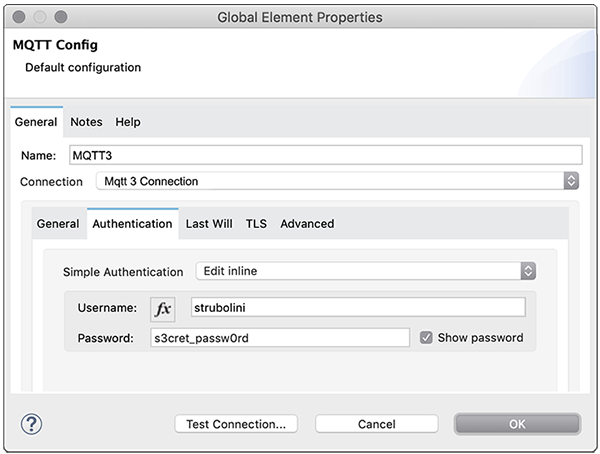 Global Element Properties
MQTT Config
Default configuration
General Notes Help
Name: MQTT3
Connection Mqtt 3 Connection
General Authentication Last Will TLS Advanced
Simple Authentication Edit inline
Username: fx strubolini
Password: s3cret_passw0rd Show password
? Test Connection... Cancel OK